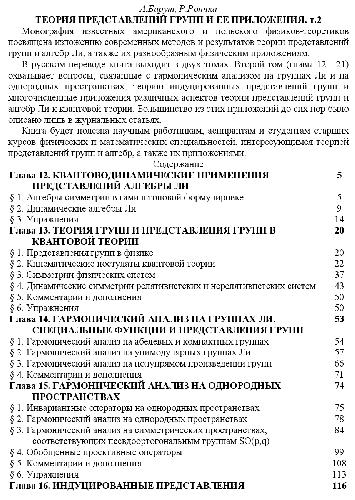 А.Барут, Р.Рончка
ТЕОРИЯ ПРЕДСТАВЛЕНИЙ ГРУПП И ЕЕ ПРИЛОЖЕНИЯ. т.2
Монография известных американского и польского физиков-теоретиков
посвящена изложению современных методов и результатов теории представлений
групп и алгебр Ли, а также их разнообразным физическим приложениям.
В русском переводе книга выходит в двух томах. Второй том (главы 12 – 21)
охватывает вопросы, связанные с гармоническим анализом на группах Ли и на
однородных пространствах, теорию индуцированных представлений групп и
многочисленные приложения различных аспектов теории представлений групп и
алгебр Ли к квантовой теории. Большинство из этих приложений до сих пор было
описано лишь в журнальных статьях.
Книга будет полезна научным работникам, аспирантам и студентам старших
курсов физических и математических специальностей, интересующимся теорией
представлений групп и алгебр, а также их приложениями.
Содержание
Глава 12. КВАНТОВОДИНАМИЧЕСКИЕ ПРИМЕНЕНИЯ 5
ПРЕДСТАВЛЕНИЙ АЛГЕБРЫ ЛИ
§ 1. Алгебры симметрии в гамильтоновой формулировке 5
§ 2. Динамические алгебры Ли 9
§ 3. Упражнения 14
Глава 13. ТЕОРИЯ ГРУПП И ПРЕДСТАВЛЕНИЯ ГРУПП В 20
КВАНТОВОЙ ТЕОРИИ
§ 1. Представления групп в физике 20
§ 2. Кинематические постулаты квантовой теории 22
§ 3. Симметрии физических систем 37
§ 4. Динамические симметрии релятивистских и нерелятивистских систем 43
§ 5. Комментарии и дополнения 50
§ 6. Упражнения 50
Глава 14. ГАРМОНИЧЕСКИЙ АНАЛИЗ НА ГРУППАХ ЛИ. 53
СПЕЦИАЛЬНЫЕ ФУНКЦИИ И ПРЕДСТАВЛЕНИЯ ГРУПП
§ 1. Гармонический анализ на абелевых и компактных группах 54
§ 2. Гармонический анализ на унимодулярных группах Ли 57
§ 3. Гармонический анализ на полупрямом произведении групп 66
§ 4. Комментарии и дополнения 71
Глава 15. ГАРМОНИЧЕСКИЙ АНАЛИЗ НА ОДНОРОДНЫХ 74
ПРОСТРАНСТВАХ
§ 1. Инвариантные операторы на однородных пространствах 75
§ 2. Гармонический анализ на однородных пространствах 78
§ 3. Гармонический анализ на симметрических пространствах, 84
соответствующих псевдоортогональным группам SO(p,q)
§ 4. Обобщенные проективные операторы 99
§ 5. Комментарии и дополнения 108
§ 6. Упражнения 113
Глава 16. ИНДУЦИРОВАННЫЕ ПРЕДСТАВЛЕНИЯ 116